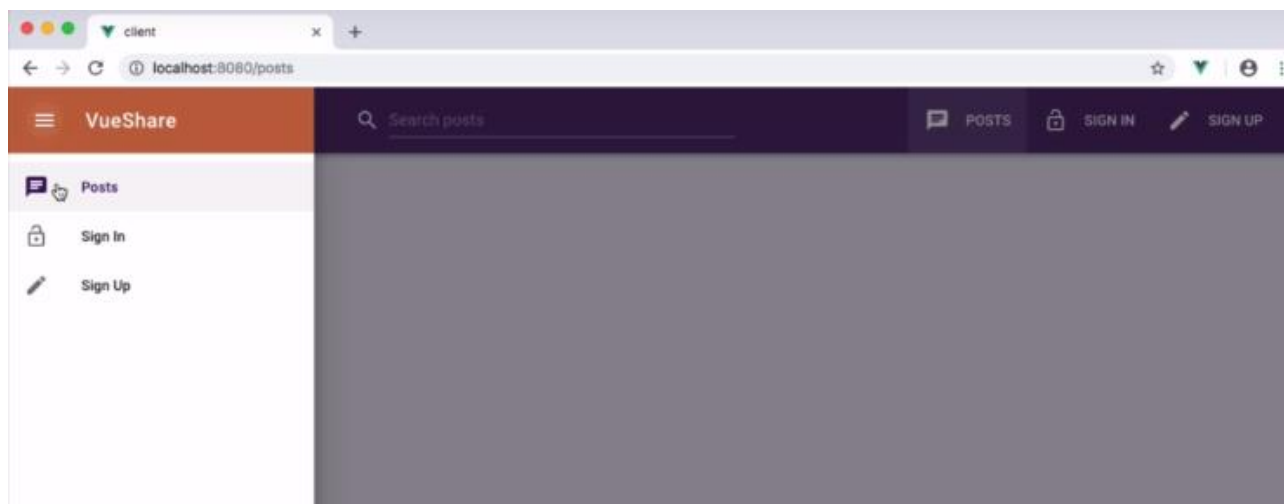 client
localhost:8080/posts
VueShare
Search posts
POSTS
SIGN IN
SIGN UP
Posts
Sign In
Sign Up